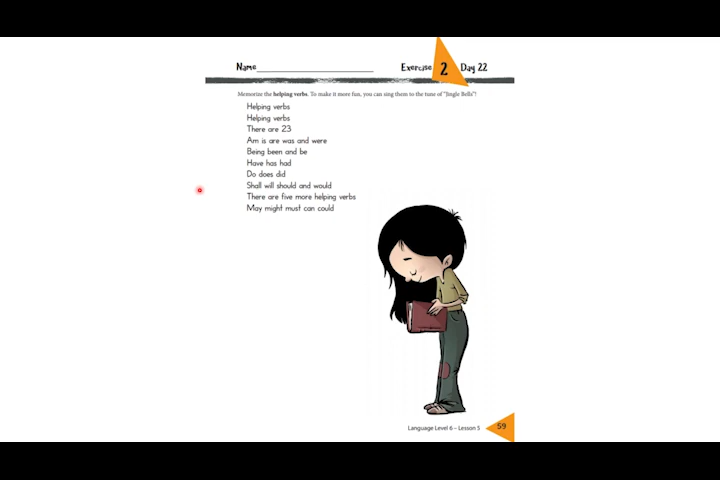 Name
Exercise 2 Day 22
Memorize the helping verbs. To make it more fun, you can sing them to the tune of "Jingle Bells"!
Helping verbs
Helping verbs
There are 23
Am is are was and were
Being been and be
Have has had
Do does did
Shall will should and would
There are five more helping verbs
May might must can could
Language Level 6 – Lesson 5
59